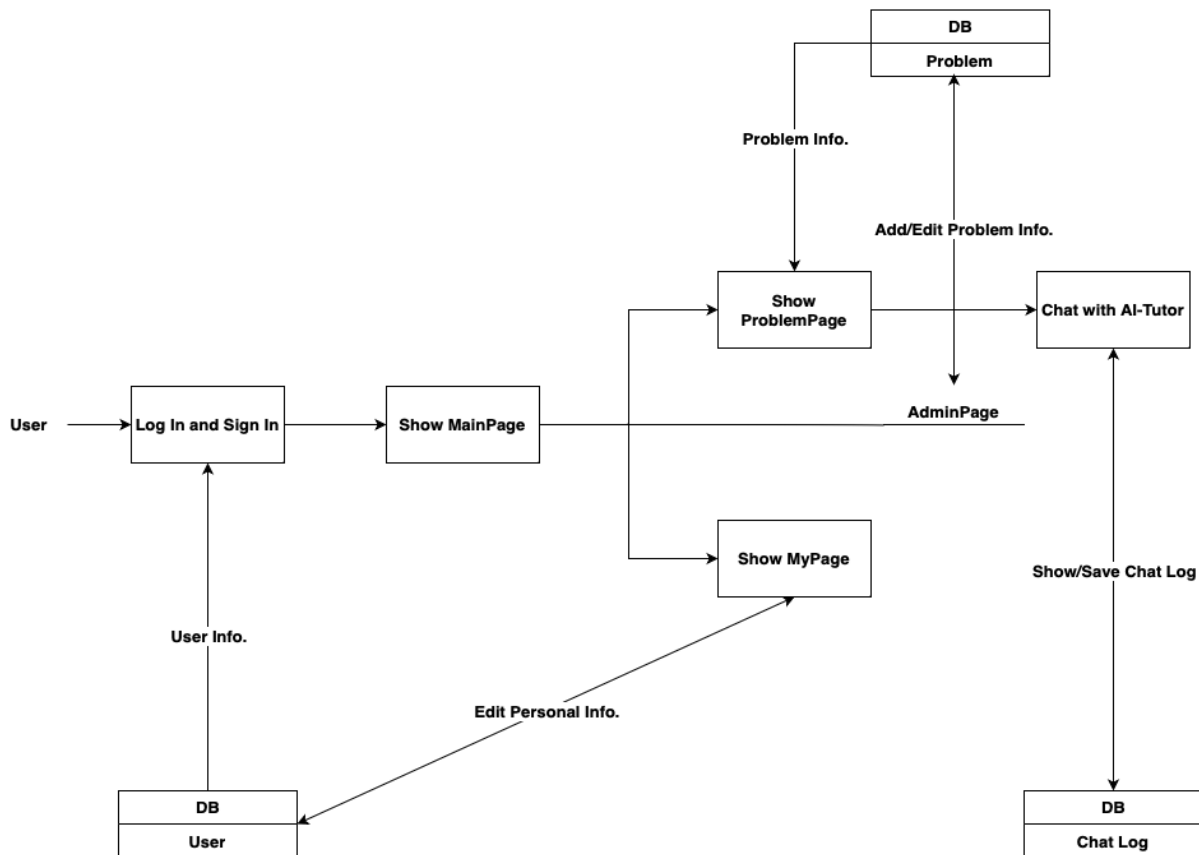 DB
Problem
Problem Info.
Add/Edit Problem Info.
Show
ProblemPage
Chat with AI-Tutor
User
Log In and Sign In
Show MainPage
AdminPage
Show MyPage
Show/Save Chat Log
User Info.
Edit Personal Info.
DB
User
DB
Chat Log